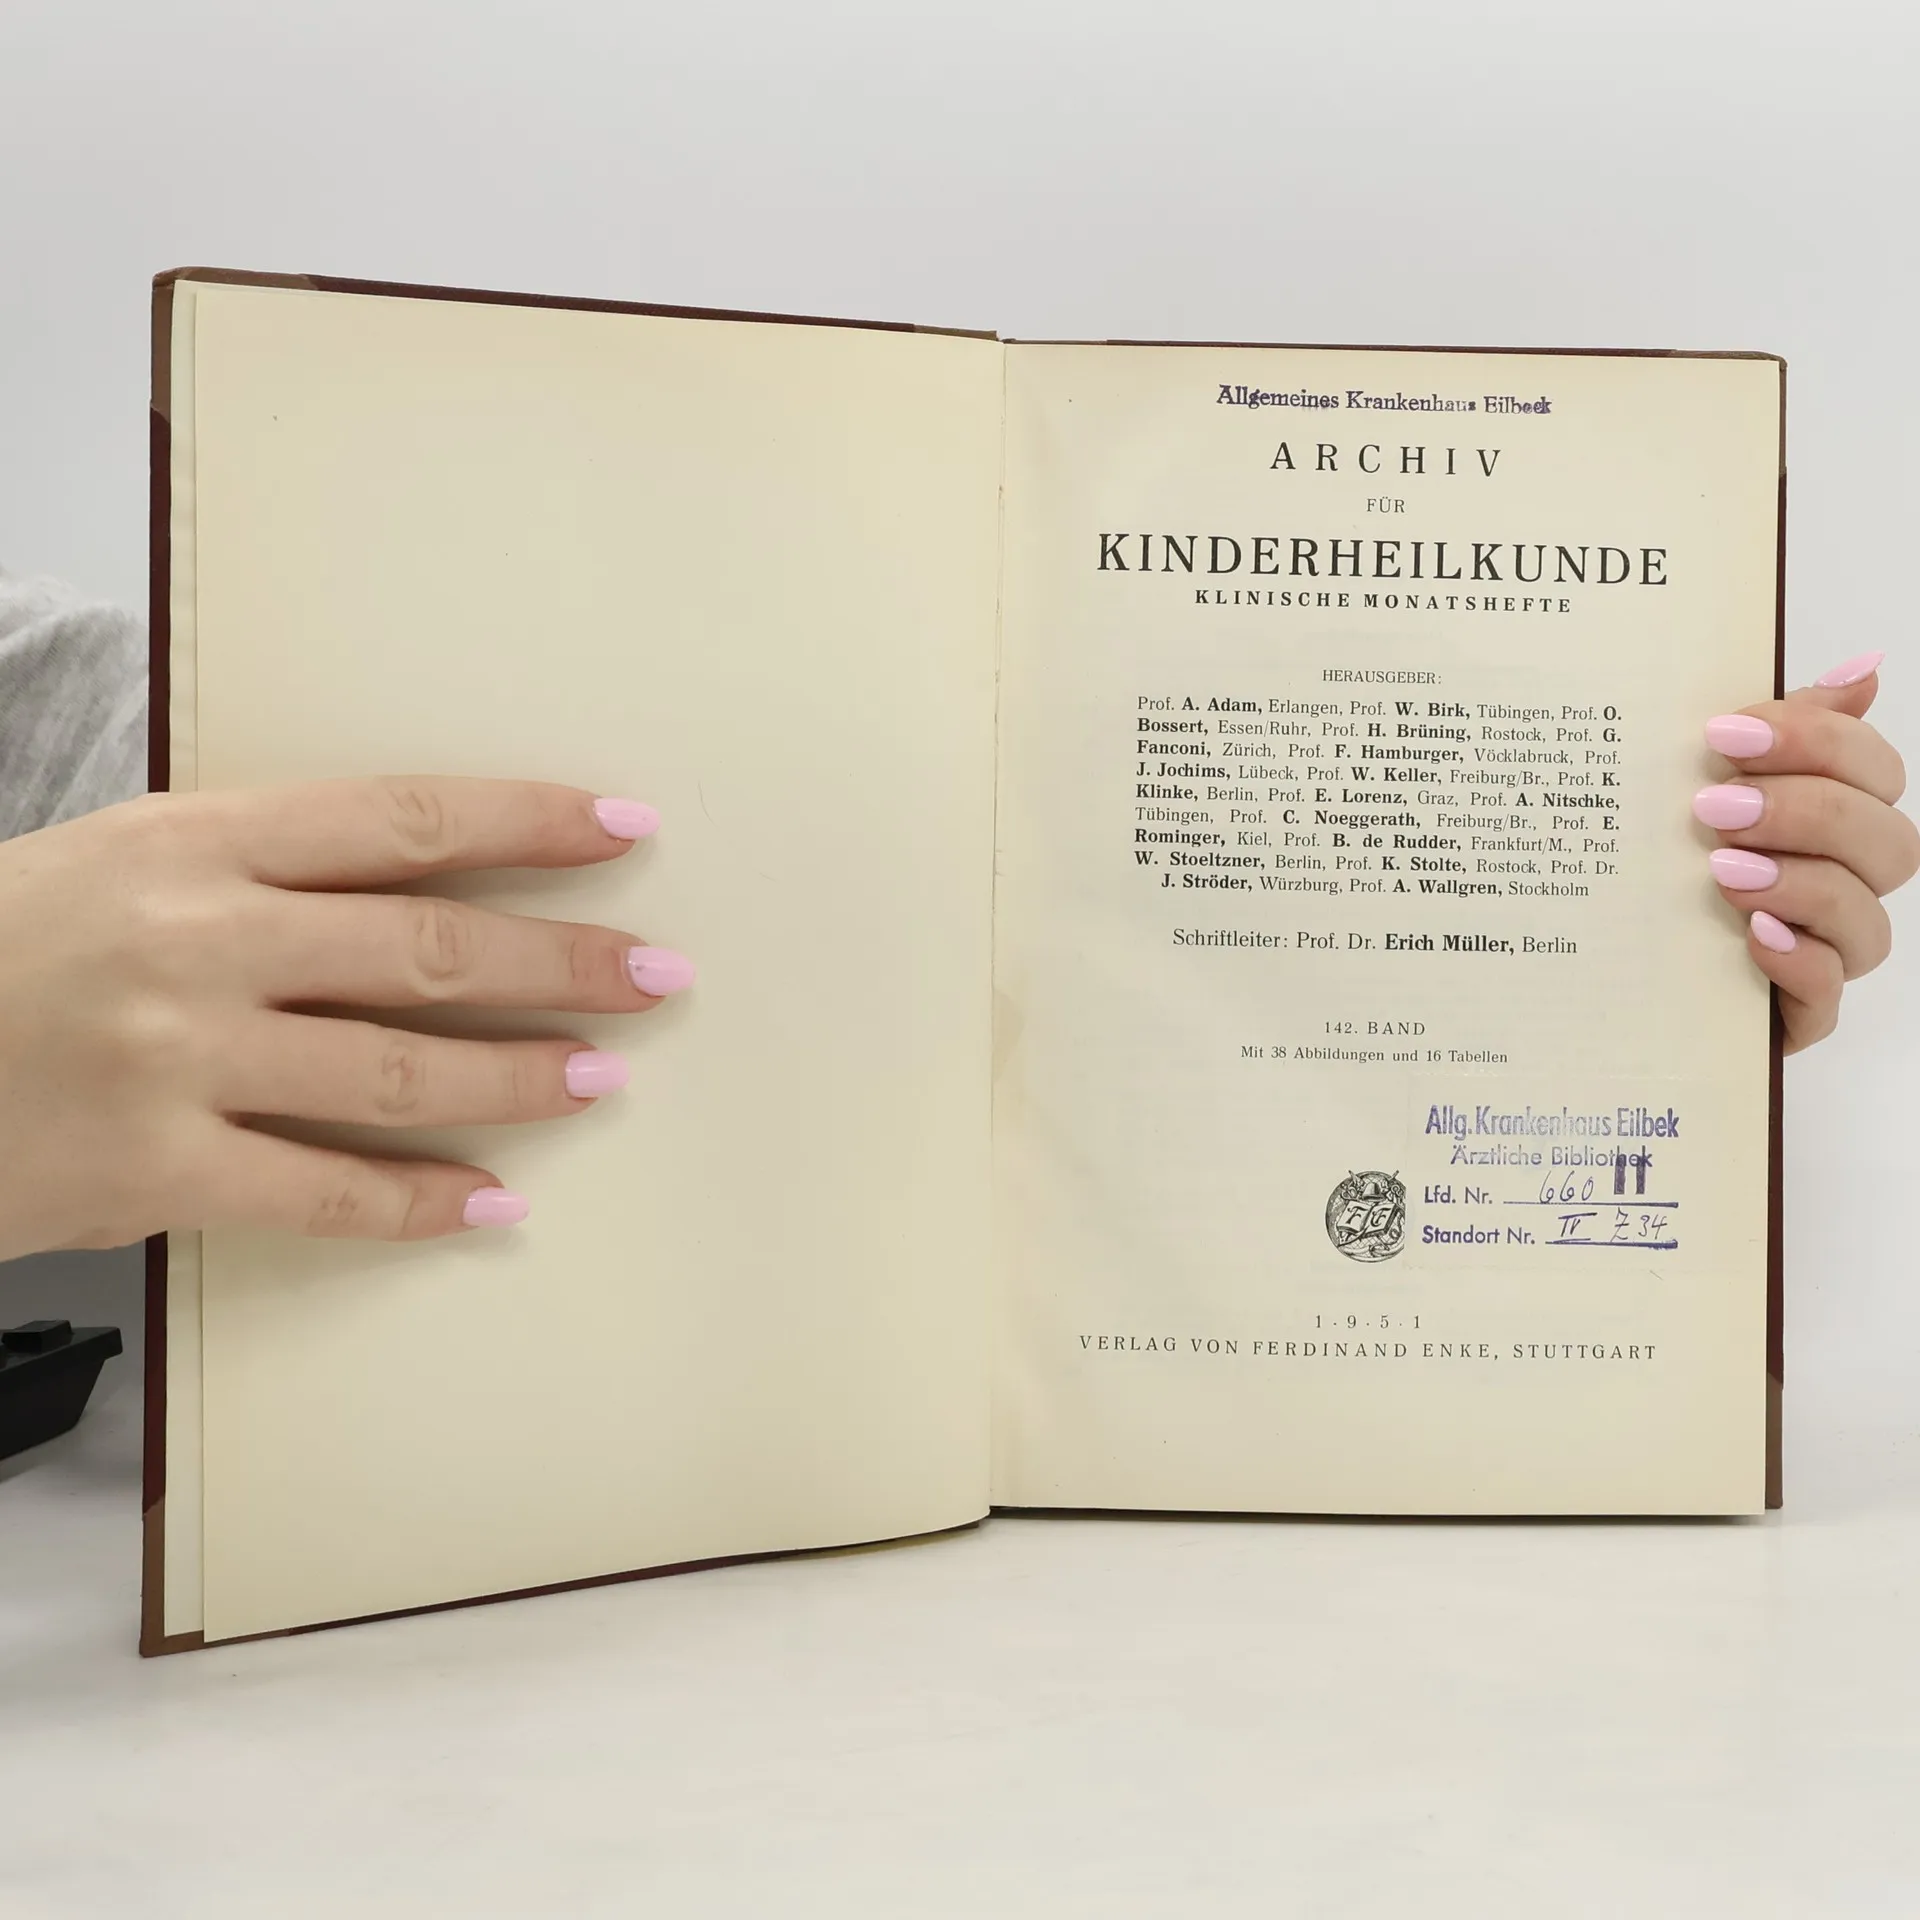 Allgemeines Krankenhaus Eilbeck
ARCHIV
FÜR
KINDERHEILKUNDE
KLINISCHE MONATSHEFTE
HERAUSGEBER:
Prof. A. Adam, Erlangen, Prof. W. Birk, Tübingen, Prof. O.
Bossert, Essen/Ruhr, Prof. H. Brüning, Rostock, Prof. G.
Fanconi, Zürich, Prof. F. Hamburger, Vöcklabruck, Prof.
J. Jochims, Lübeck, Prof. W. Keller, Freiburg/Br., Prof. K.
Klinke, Berlin, Prof. E. Lorenz, Graz, Prof. A. Nitschke,
Tübingen, Prof. C. Noeggerath, Freiburg/Br., Prof. E.
Rominger, Kiel, Prof. B. de Rudder, Frankfurt/M., Prof.
W. Stoeltzner, Berlin, Prof. K. Stolte, Rostock, Prof. Dr.
J. Ströder, Würzburg, Prof. A. Wallgren, Stockholm
Schriftleiter: Prof. Dr. Erich Müller, Berlin
142. BAND
Mit 38 Abbildungen und 16 Tabellen
Allg. Krankenhaus Eilbek
Ärztliche Bibliothek
Lfd. Nr. 660 II
Standort Nr. IV Z 34
F E
1 · 9 · 5 · 1
VERLAG VON FERDINAND ENKE, STUTTGART